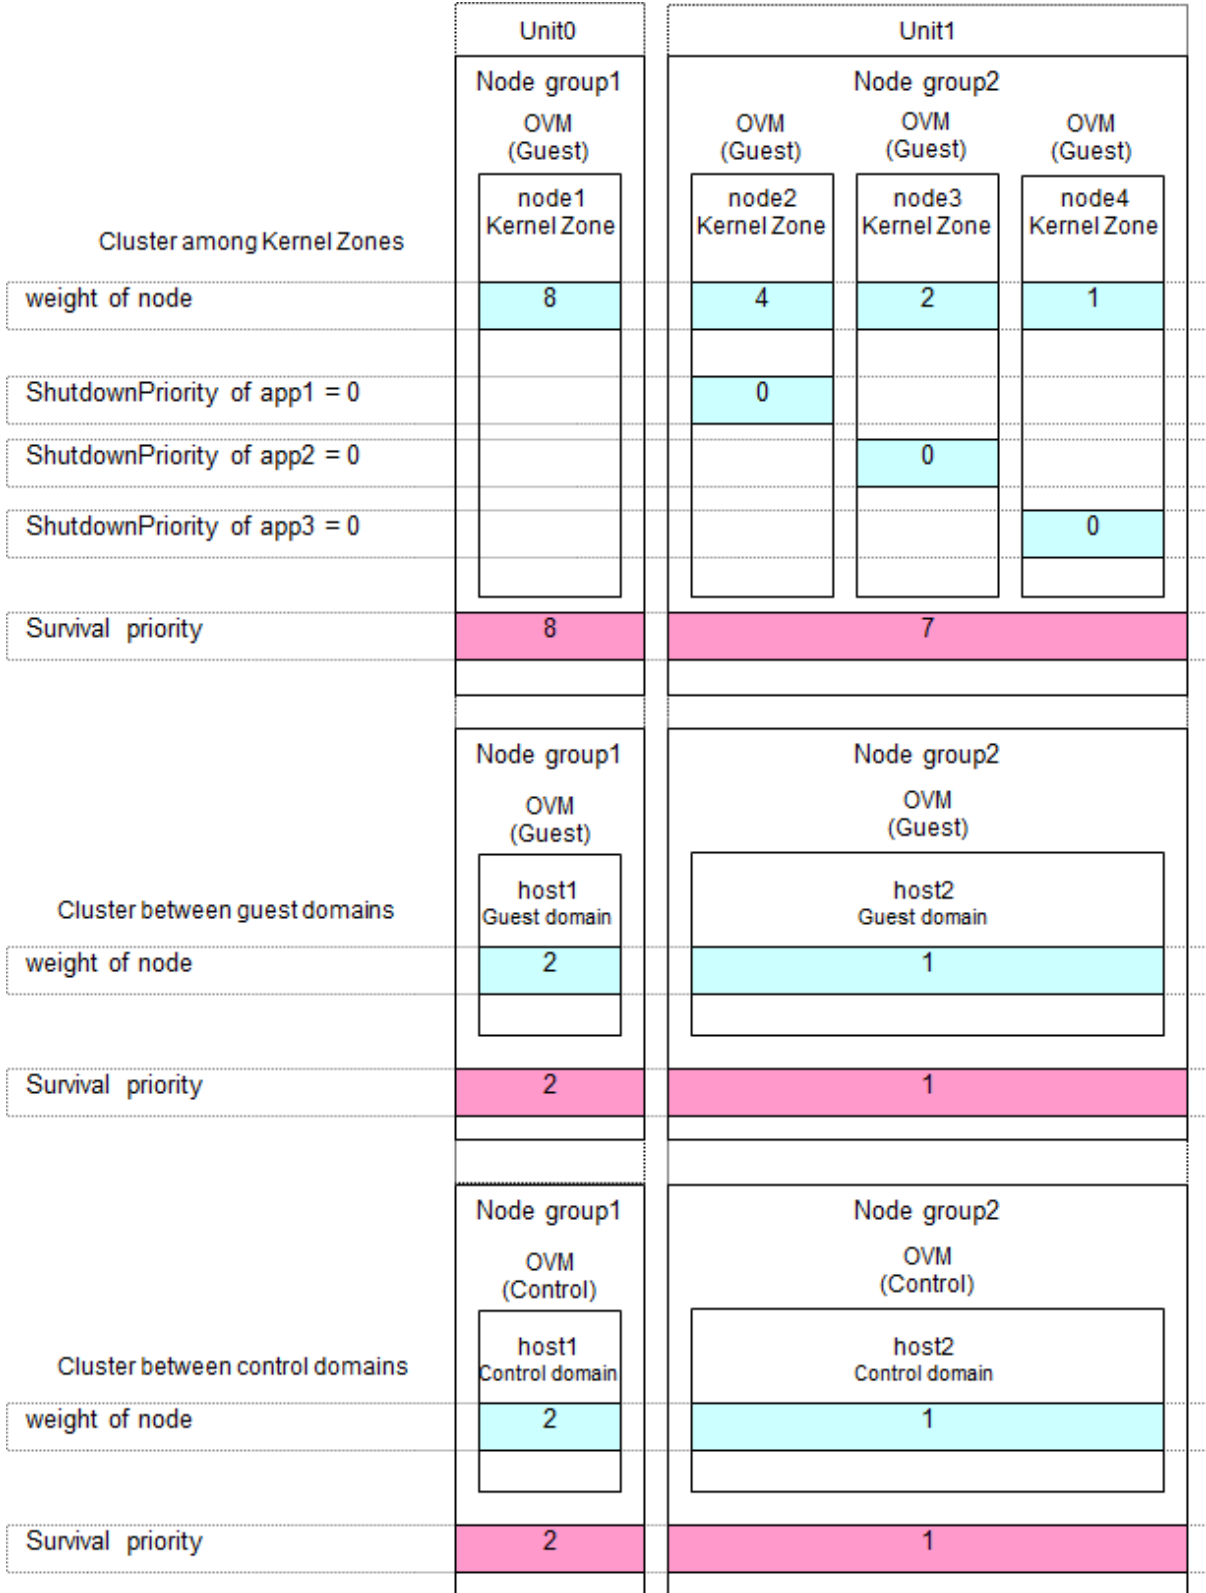 Unit0 Unit1
Node group1 Node group2
OVM (Guest) OVM (Guest) OVM (Guest) OVM (Guest)
node1 Kernel Zone node2 Kernel Zone node3 Kernel Zone node4 Kernel Zone
Cluster among Kernel Zones
weight of node 8 4 2 1
ShutdownPriority of app1 = 0 0
ShutdownPriority of app2 = 0 0
ShutdownPriority of app3 = 0 0
Survival priority 8 7
Node group1 Node group2
OVM (Guest) OVM (Guest)
host1 Guest domain host2 Guest domain
Cluster between guest domains
weight of node 2 1
Survival priority 2 1
Node group1 Node group2
OVM (Control) OVM (Control)
host1 Control domain host2 Control domain
Cluster between control domains
weight of node 2 1
Survival priority 2 1